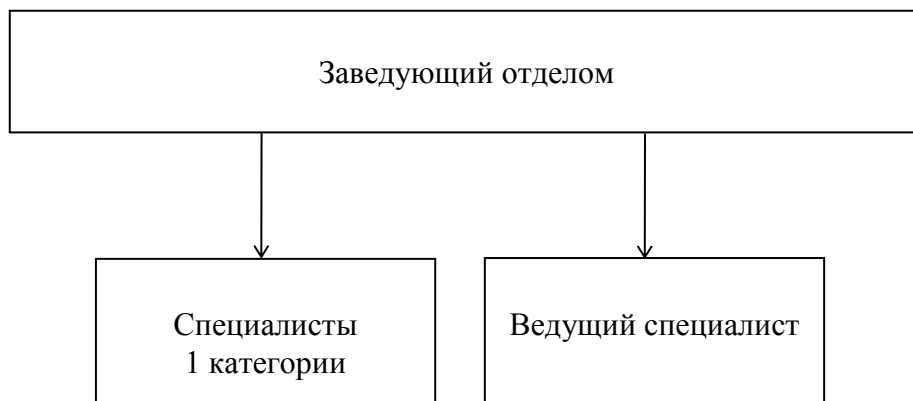 Заведующий отделом
Специалисты
1 категории
Ведущий специалист